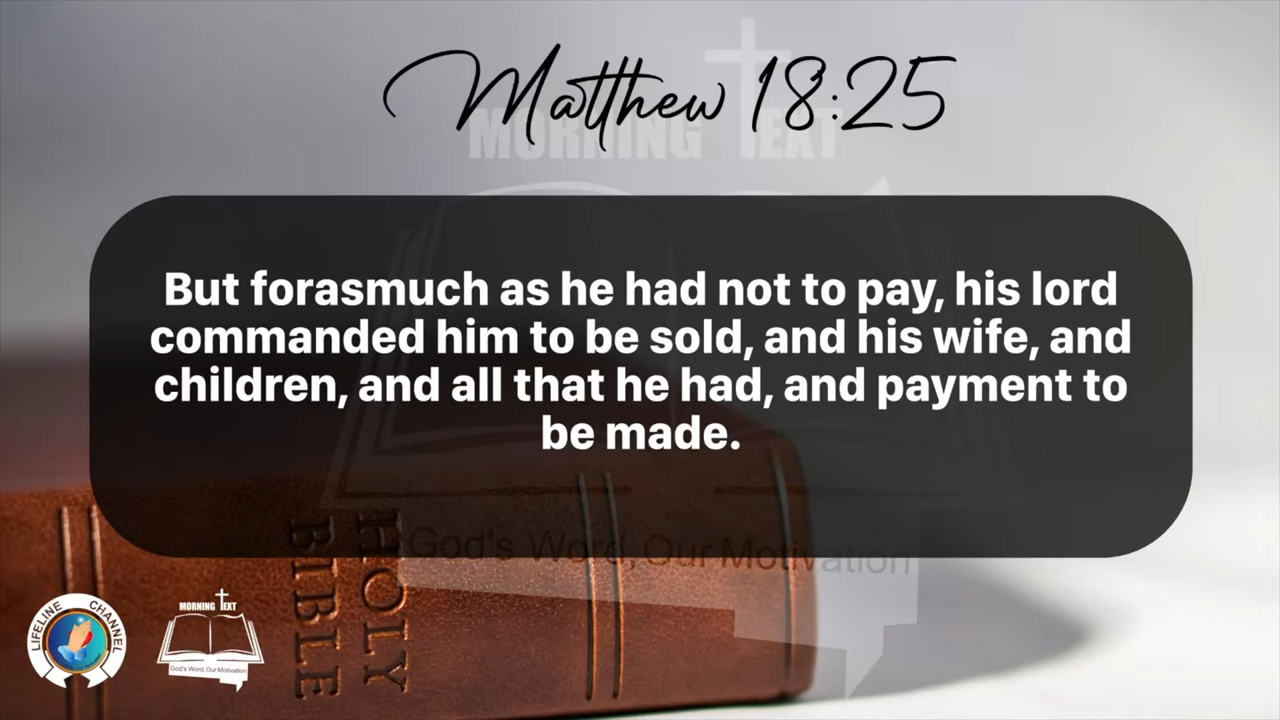 Matthew 18:25
MORNING TEXT
But forasmuch as he had not to pay, his lord
commanded him to be sold, and his wife, and
children, and all that he had, and payment to
be made.
God's Word, Our Motivation
HOLY
BIBLE
LIFELINE CHANNEL
MORNING TEXT
God's Word, Our Motivation